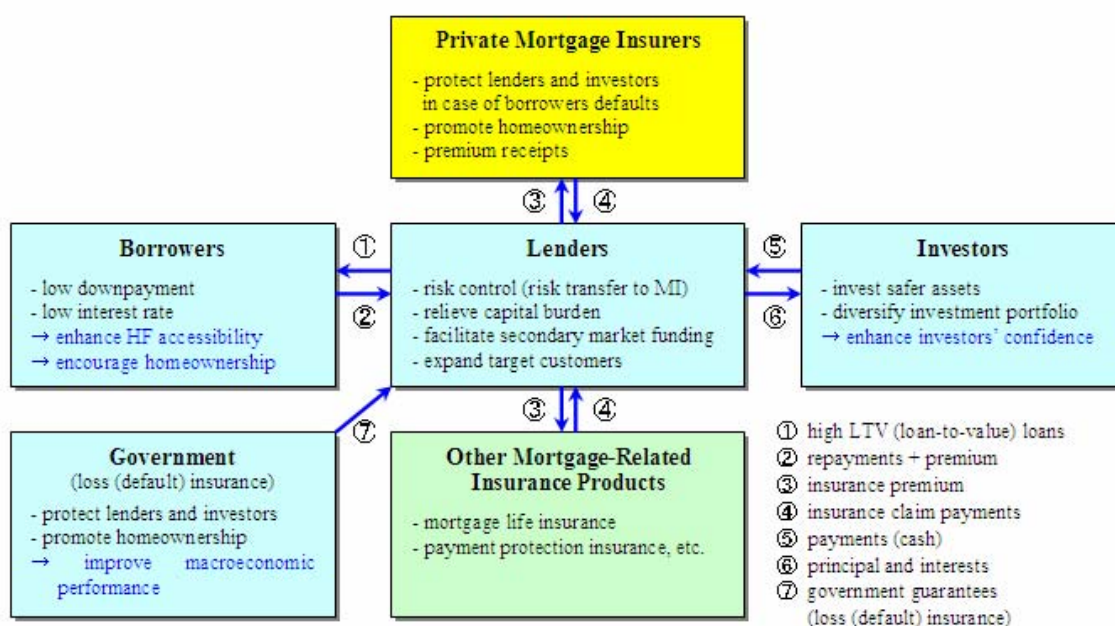 Private Mortgage Insurers
- protect lenders and investors
in case of borrowers defaults
- promote homeownership
- premium receipts
③
④
Borrowers
- low downpayment
- low interest rate
→ enhance HF accessibility
→ encourage homeownership
①
②
Lenders
- risk control (risk transfer to MI)
- relieve capital burden
- facilitate secondary market funding
- expand target customers
⑤
⑥
Investors
- invest safer assets
- diversify investment portfolio
→ enhance investors’ confidence
⑦
③
④
Government
(loss (default) insurance)
- protect lenders and investors
- promote homeownership
→ improve macroeconomic
performance
Other Mortgage-Related
Insurance Products
- mortgage life insurance
- payment protection insurance, etc.
① high LTV (loan-to-value) loans
② repayments + premium
③ insurance premium
④ insurance claim payments
⑤ payments (cash)
⑥ principal and interests
⑦ government guarantees
(loss (default) insurance)